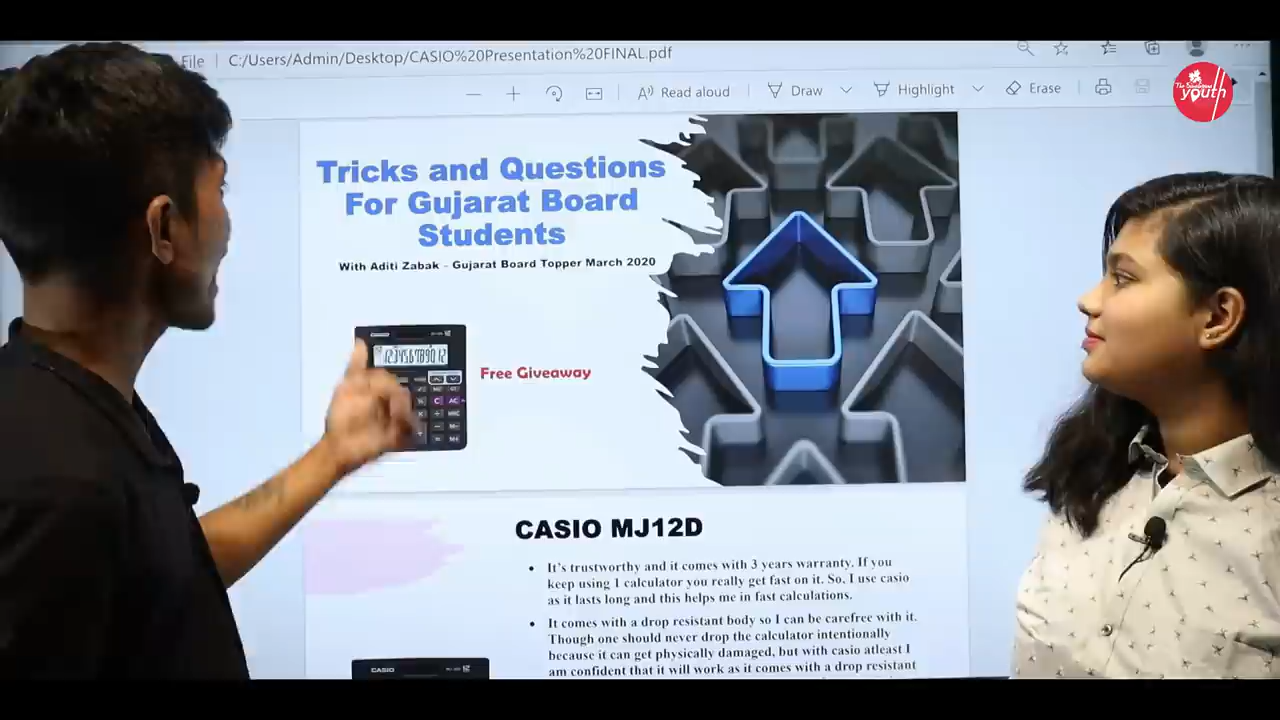 File
C:/Users/Admin/Desktop/CASIO%20Presentation%20FINAL.pdf
Read aloud
Draw
Highlight
Erase
youth
Tricks and Questions
For Gujarat Board
Students
With Aditi Zabak - Gujarat Board Topper March 2020
Free Giveaway
CASIO MJ12D
• It's trustworthy and it comes with 3 years warranty. If you
keep using 1 calculator you really get fast on it. So, I use casio
as it lasts long and this helps me in fast calculations.
• It comes with a drop resistant body so I can be carefree with it.
Though one should never drop the calculator intentionally
because it can get physically damaged, but with casio atleast I
am confident that it will work as it comes with a drop resistant
CASIO